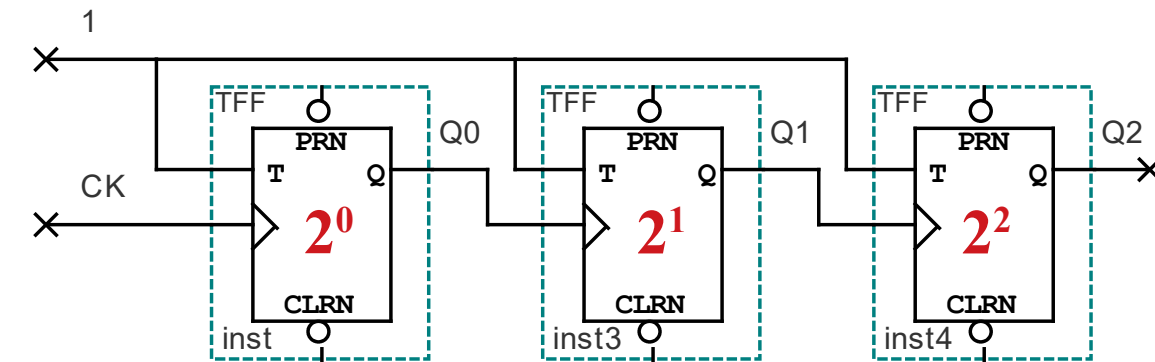 1
TFF TFF TFF
PRN Q0 PRN Q1 PRN Q2
T Q T Q T Q
CK
2⁰ 2¹ 2²
CLRN CLRN CLRN
inst inst3 inst4